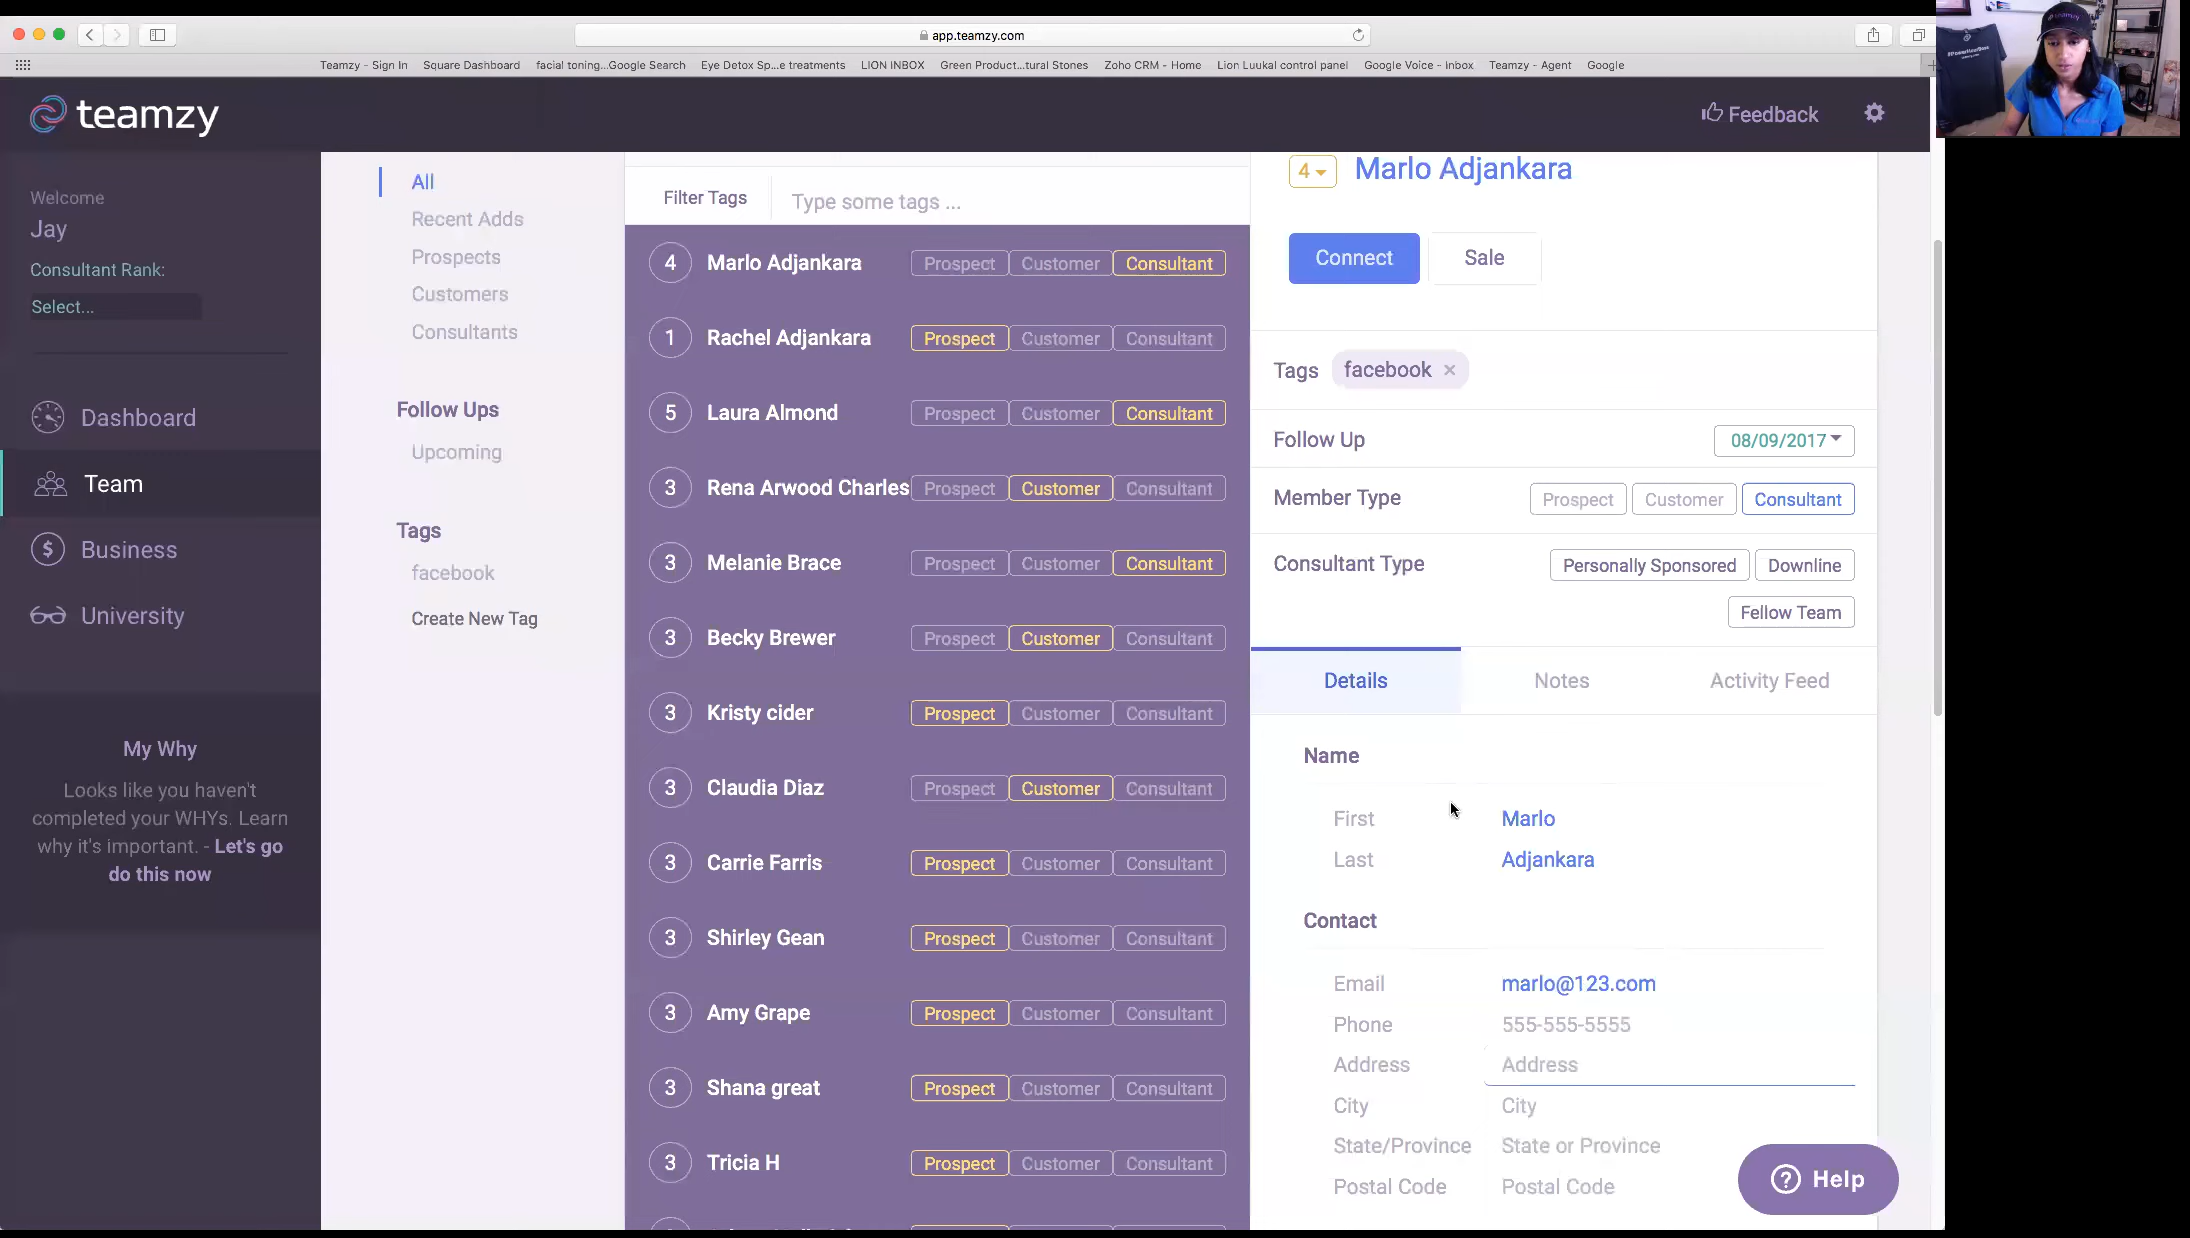 app.teamzy.com
Teamzy - Sign In
Square Dashboard
facial toning...Google Search
Eye Detox Sp...e treatments
LION INBOX
Green Product...tural Stones
Zoho CRM - Home
Lion Luukal control panel
Google Voice - Inbox
Teamzy - Agent
Google
teamzy
Feedback
Welcome
Jay
Consultant Rank:
Select...
Dashboard
Team
$ Business
University
My Why
Looks like you haven't
completed your WHYs. Learn
why it's important. - Let's go
do this now
All
Recent Adds
Prospects
Customers
Consultants
Follow Ups
Upcoming
Tags
facebook
Create New Tag
Filter Tags
Type some tags ...
4 Marlo Adjankara Prospect Customer Consultant
1 Rachel Adjankara Prospect Customer Consultant
5 Laura Almond Prospect Customer Consultant
3 Rena Arwood Charles Prospect Customer Consultant
3 Melanie Brace Prospect Customer Consultant
3 Becky Brewer Prospect Customer Consultant
3 Kristy cider Prospect Customer Consultant
3 Claudia Diaz Prospect Customer Consultant
3 Carrie Farris Prospect Customer Consultant
3 Shirley Gean Prospect Customer Consultant
3 Amy Grape Prospect Customer Consultant
3 Shana great Prospect Customer Consultant
3 Tricia H Prospect Customer Consultant
4 Marlo Adjankara
Connect Sale
Tags facebook ×
Follow Up 08/09/2017
Member Type Prospect Customer Consultant
Consultant Type Personally Sponsored Downline
Fellow Team
Details Notes Activity Feed
Name
First Marlo
Last Adjankara
Contact
Email marlo@123.com
Phone 555-555-5555
Address Address
City City
State/Province State or Province
Postal Code Postal Code
? Help